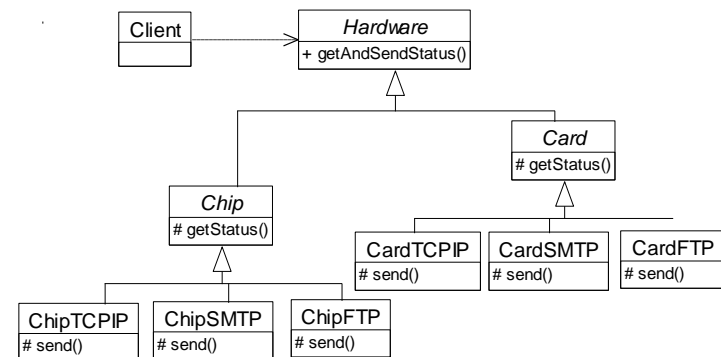 Client
Hardware
+ getAndSendStatus()
Card
# getStatus()
Chip
# getStatus()
CardTCPIP
# send()
CardSMTP
# send()
CardFTP
# send()
ChipTCPIP
# send()
ChipSMTP
# send()
ChipFTP
# send()